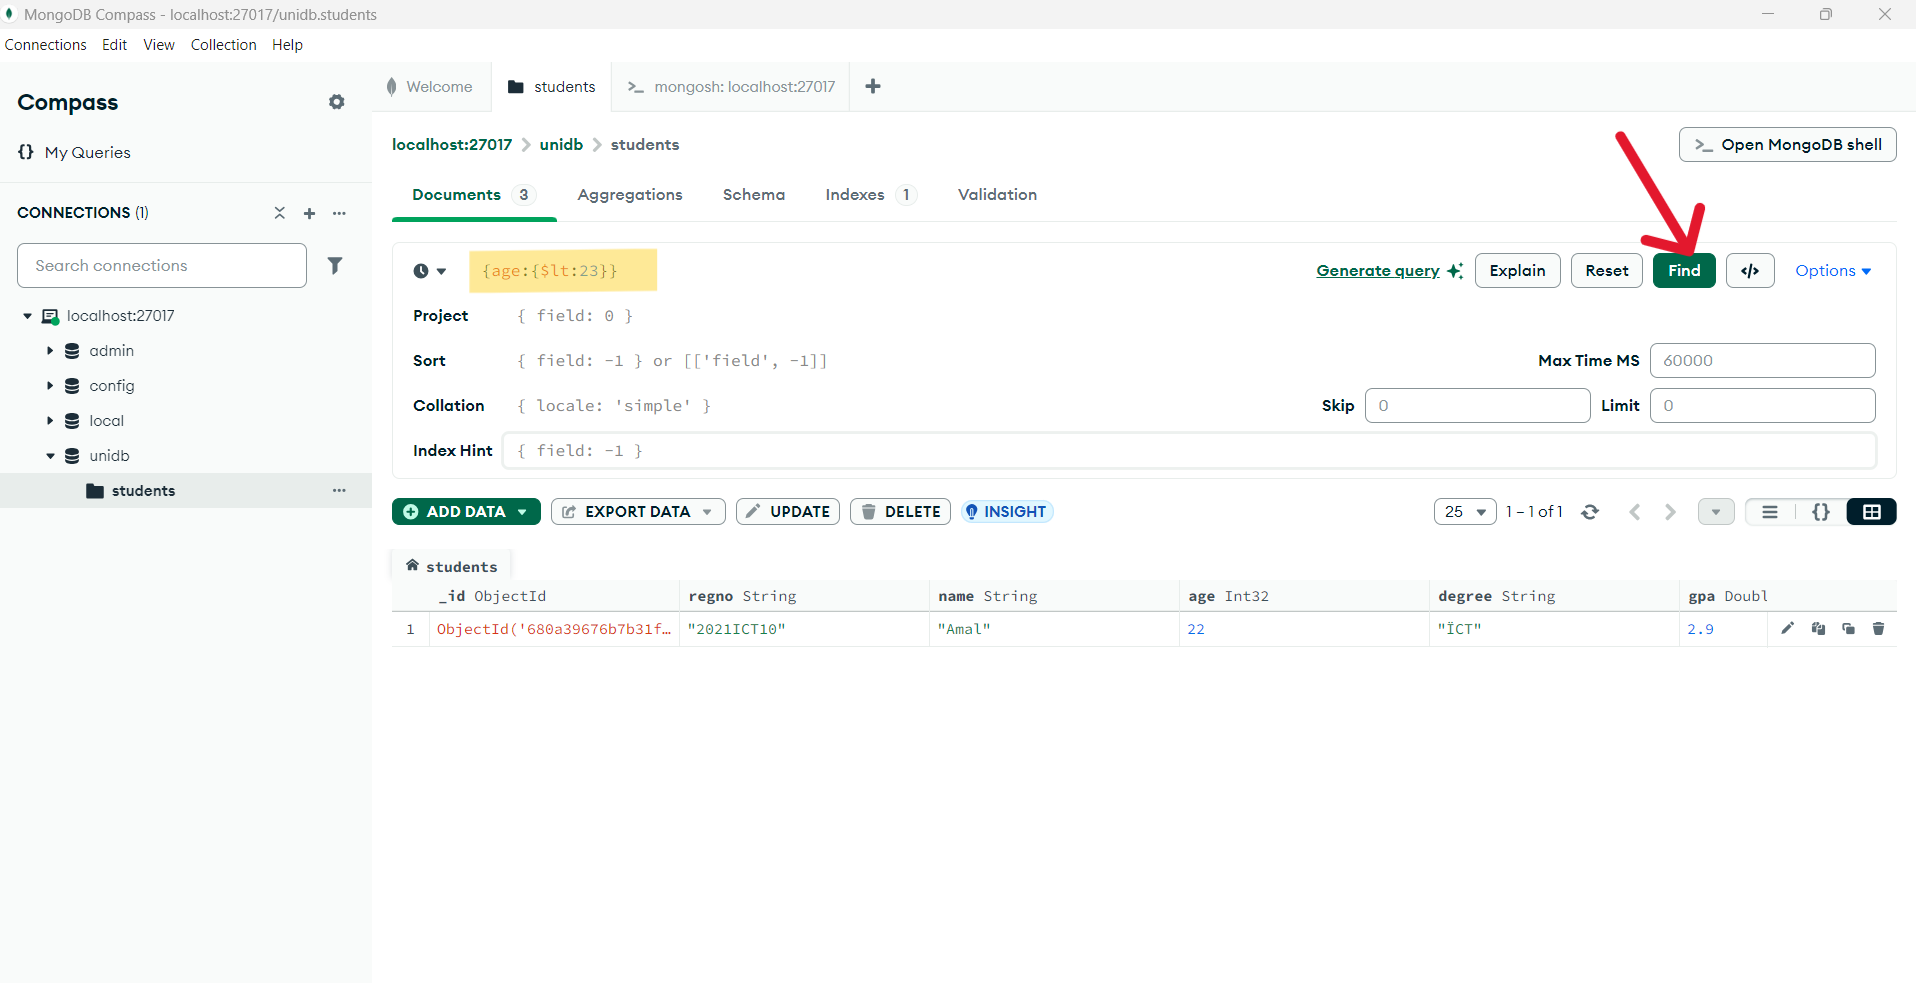 MongoDB Compass - localhost:27017/unidb.students
Connections Edit View Collection Help
Compass
{} My Queries
CONNECTIONS (1)
Search connections
localhost:27017
admin
config
local
unidb
students
Welcome
students
>_ mongosh: localhost:27017
localhost:27017 > unidb > students
>_ Open MongoDB shell
Documents 3 Aggregations Schema Indexes 1 Validation
{age:{$lt:23}}
Generate query Explain Reset Find </> Options
Project { field: 0 }
Sort { field: -1 } or [['field', -1]]
Max Time MS 60000
Collation { locale: 'simple' }
Skip 0 Limit 0
Index Hint { field: -1 }
ADD DATA EXPORT DATA UPDATE DELETE INSIGHT
25 1 – 1 of 1 {}
students
_id ObjectId regno String name String age Int32 degree String gpa Doubl
1 ObjectId('680a39676b7b31f… "2021ICT10" "Amal" 22 "ÏCT" 2.9